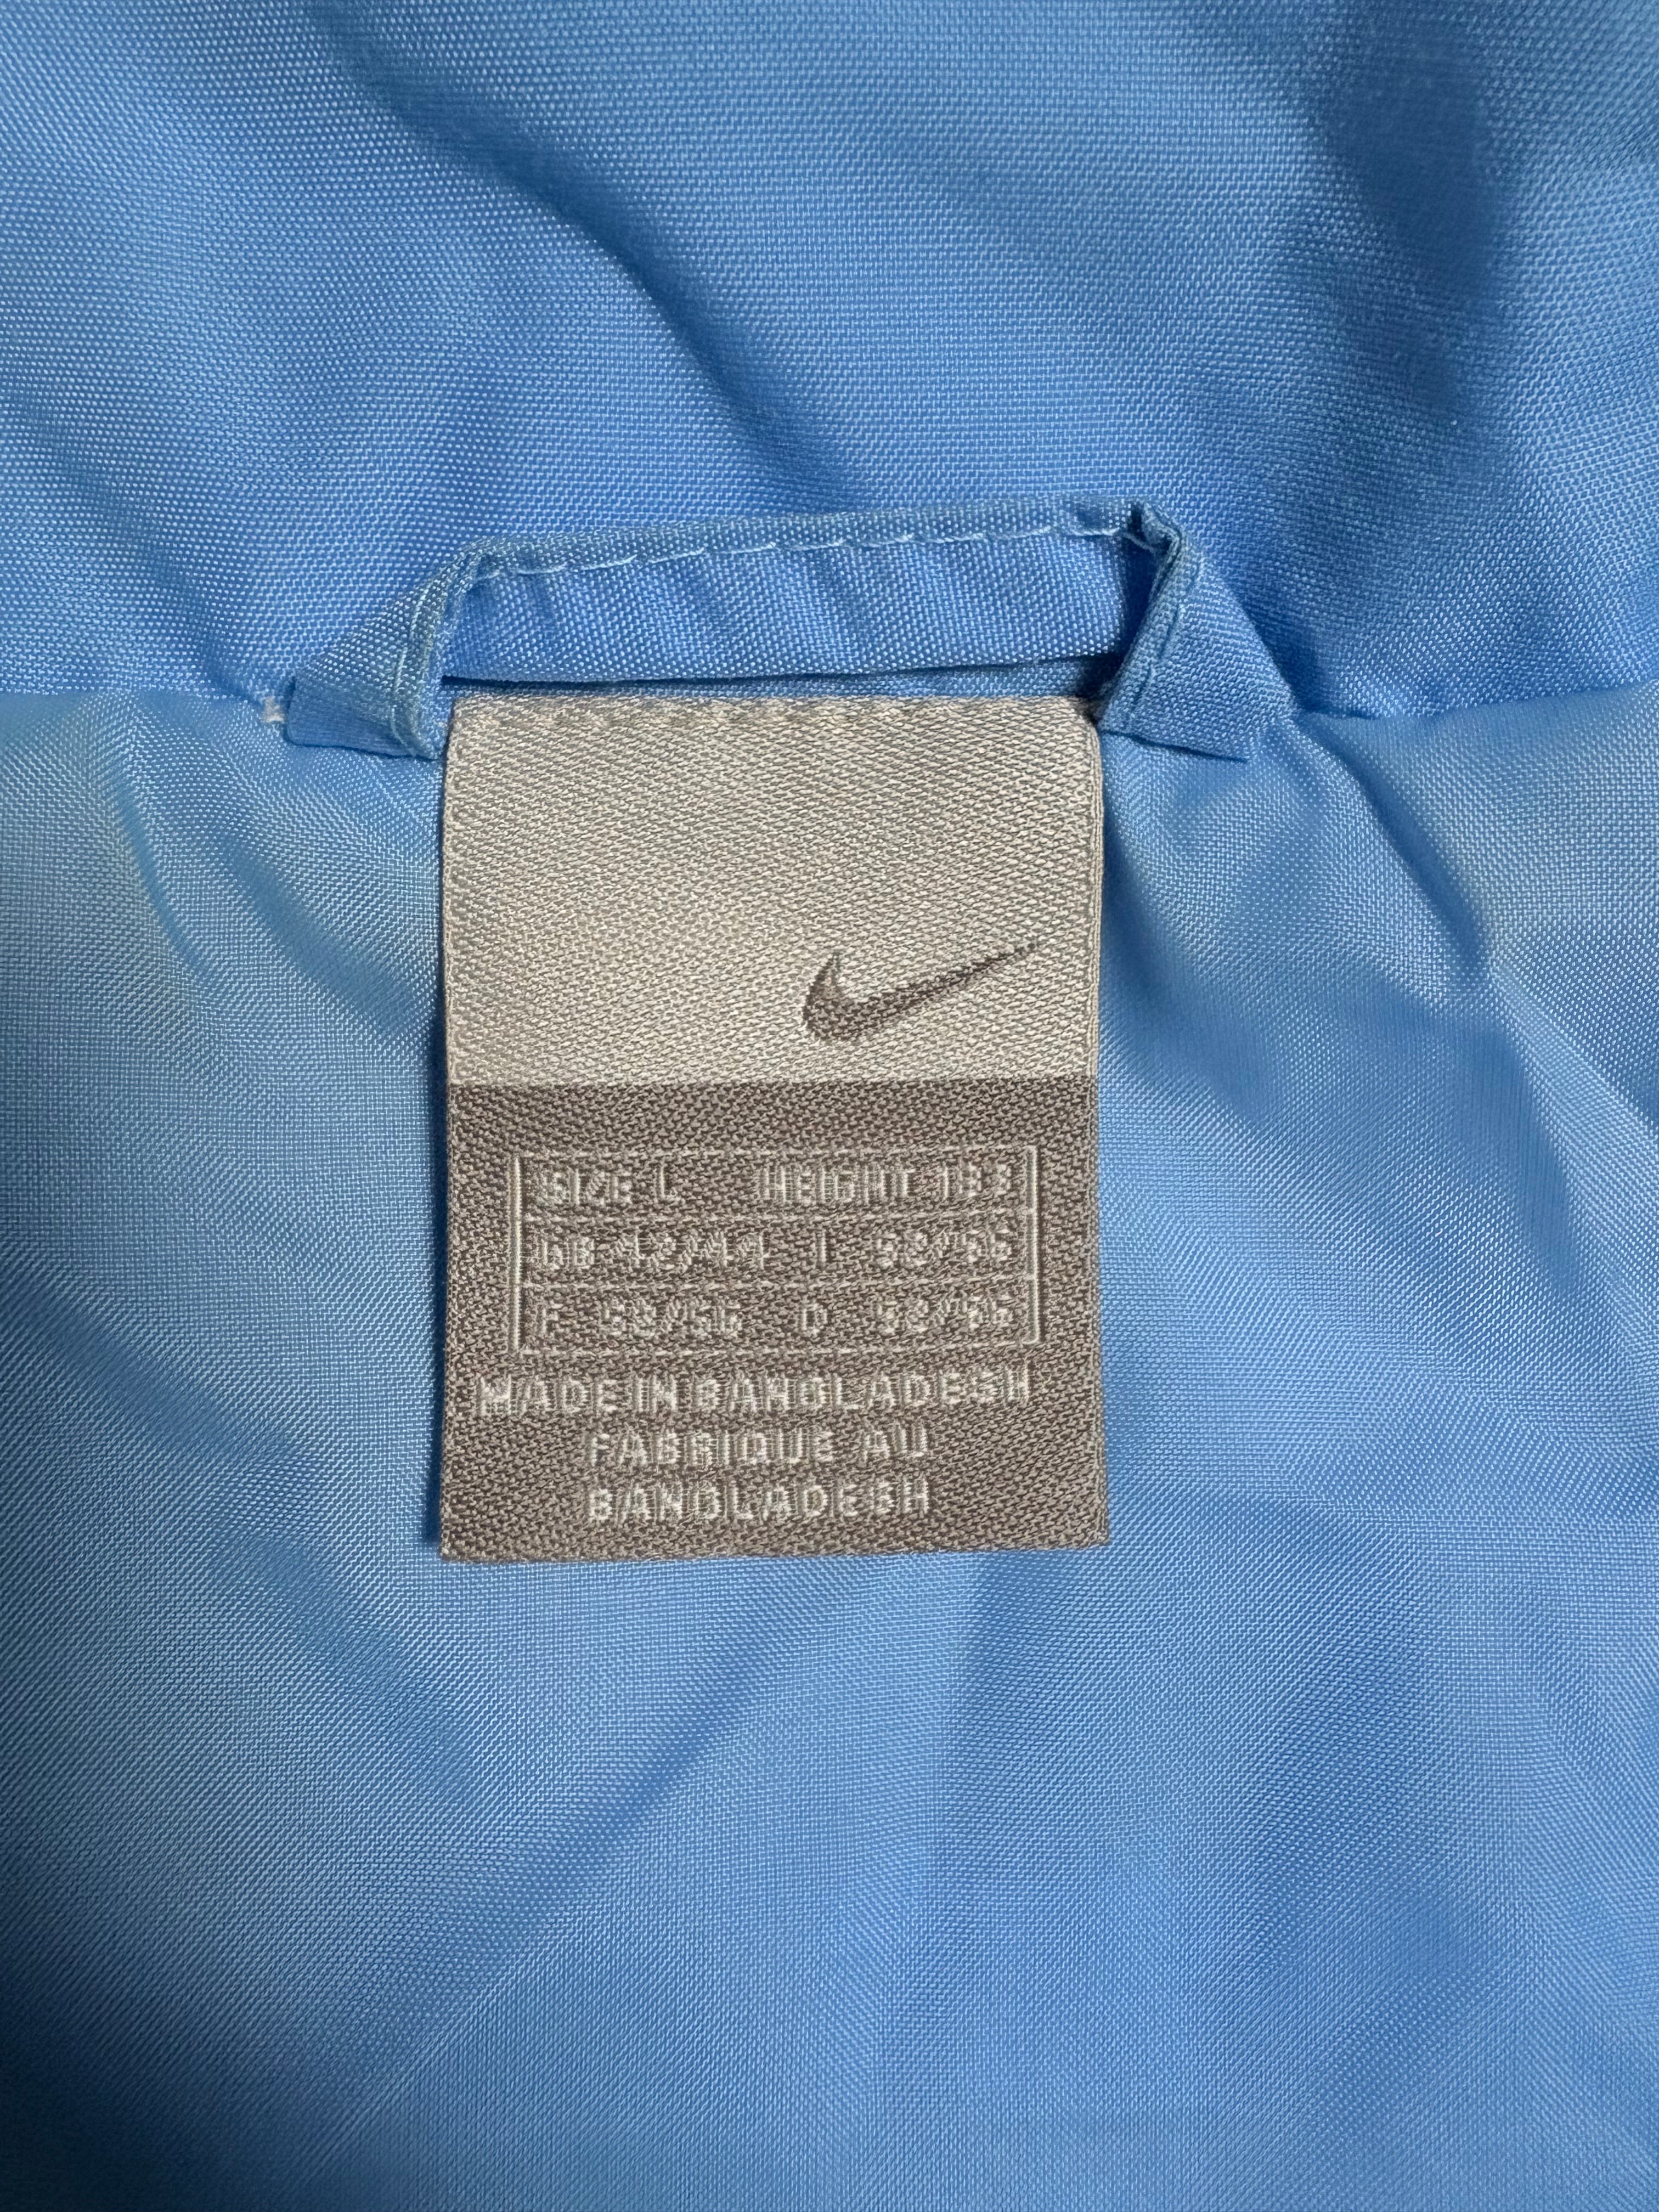 SIZE L HEIGHT 183
GB 42/44 I 52/56
F 52/56 D 52/56
MADE IN BANGLADESH
FABRIQUE AU
BANGLADESH